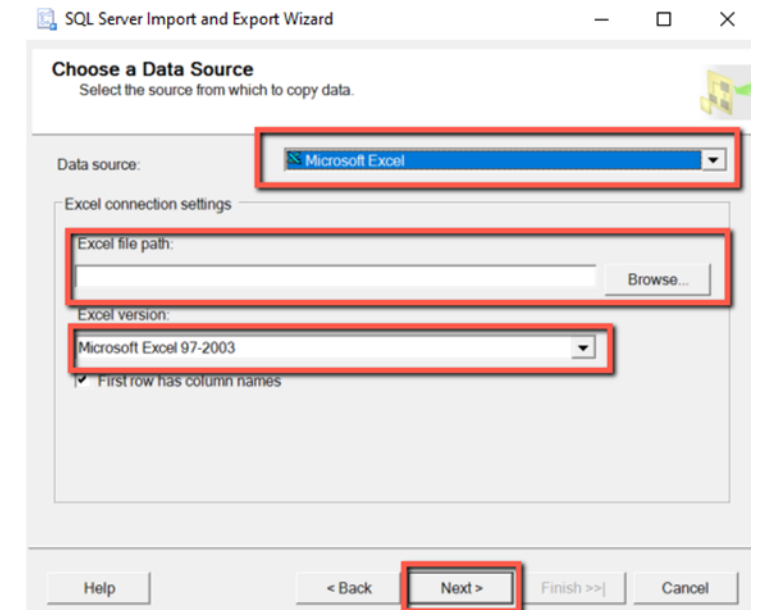 SQL Server Import and Export Wizard
Choose a Data Source
Select the source from which to copy data.
Data source:
Microsoft Excel
Excel connection settings
Excel file path:
Browse...
Excel version:
Microsoft Excel 97-2003
First row has column names
Help
< Back
Next >
Finish >>|
Cancel